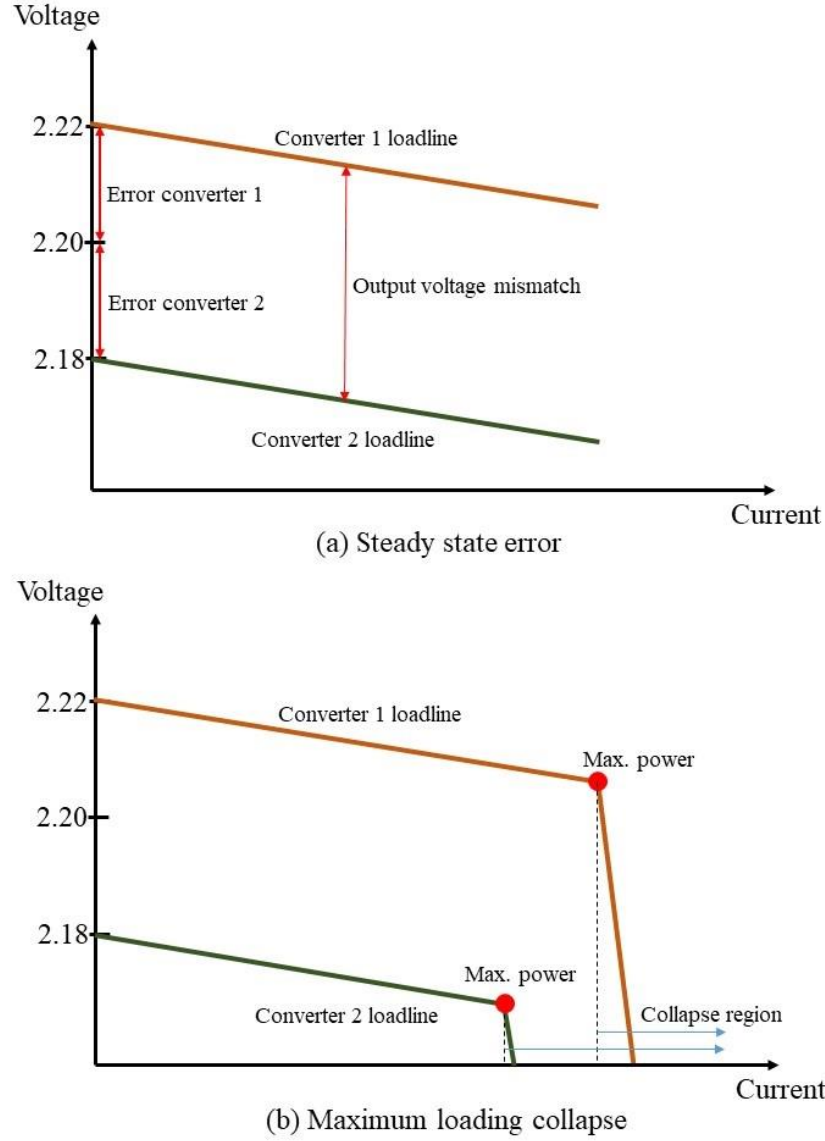 Voltage
2.22
Converter 1 loadline
Error converter 1
2.20
Error converter 2
Output voltage mismatch
2.18
Converter 2 loadline
Current
(a) Steady state error
Voltage
2.22
Converter 1 loadline
Max. power
2.20
2.18
Max. power
Converter 2 loadline
Collapse region
Current
(b) Maximum loading collapse